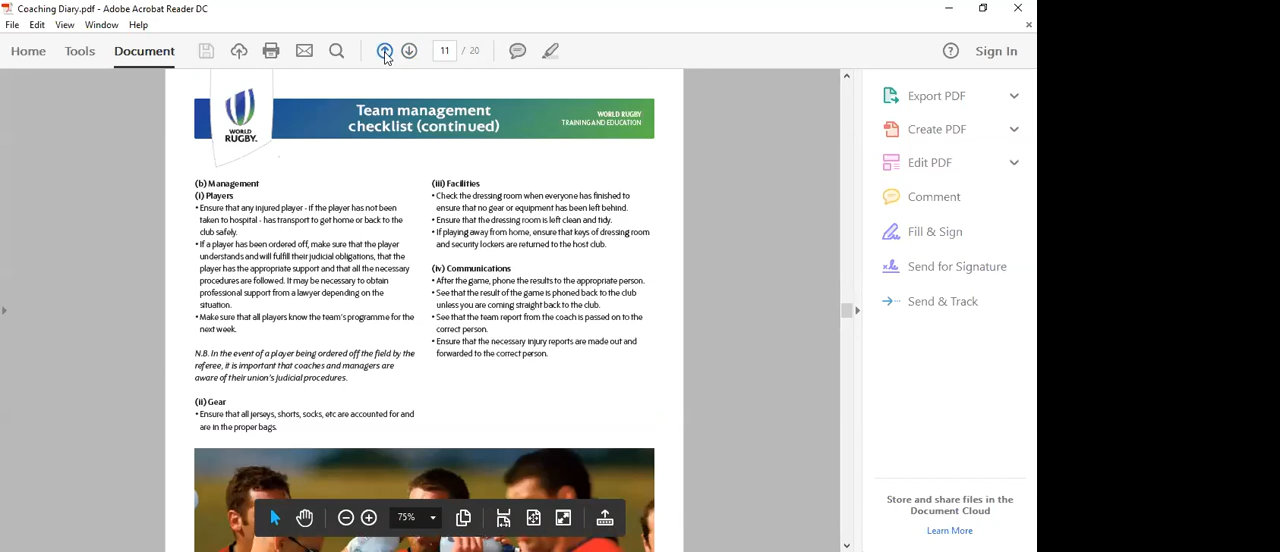 Coaching Diary.pdf - Adobe Acrobat Reader DC
File Edit View Window Help
Home Tools Document 11 / 20 Sign In
Team management
checklist (continued)
WORLD RUGBY
TRAINING AND EDUCATION
WORLD
RUGBY.
(b) Management
(i) Players
• Ensure that any injured player - if the player has not been
taken to hospital - has transport to get home or back to the
club safely.
• If a player has been ordered off, make sure that the player
understands and will fulfill their judicial obligations, that the
player has the appropriate support and that all the necessary
procedures are followed. It may be necessary to obtain
professional support from a lawyer depending on the
situation.
• Make sure that all players know the team's programme for the
next week.
N.B. In the event of a player being ordered off the field by the
referee, it is important that coaches and managers are
aware of their union's judicial procedures.
(ii) Gear
• Ensure that all jerseys, shorts, socks, etc are accounted for and
are in the proper bags.
(iii) Facilities
• Check the dressing room when everyone has finished to
ensure that no gear or equipment has been left behind.
• Ensure that the dressing room is left clean and tidy.
• If playing away from home, ensure that keys of dressing room
and security lockers are returned to the host club.
(iv) Communications
• After the game, phone the results to the appropriate person.
• See that the result of the game is phoned back to the club
unless you are coming straight back to the club.
• See that the team report from the coach is passed on to the
correct person.
• Ensure that the necessary injury reports are made out and
forwarded to the correct person.
75%
Export PDF
Create PDF
Edit PDF
Comment
Fill & Sign
Send for Signature
Send & Track
Store and share files in the
Document Cloud
Learn More